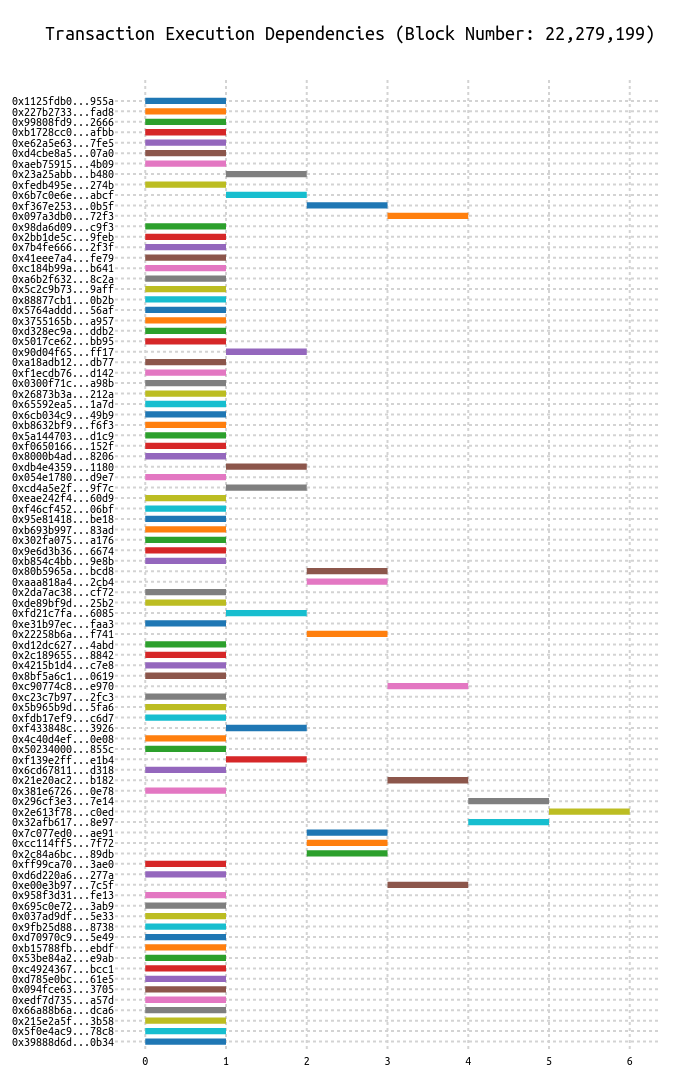 Transaction Execution Dependencies (Block Number: 22,279,199)
0x1125fdb0...955a
0x227b2733...fad8
0x99808fd9...2666
0xb1728cc0...afbb
0xe62a5e63...7fe5
0xd4cbe8a5...07a0
0xaeb75915...4b09
0x23a25abb...b480
0xfedb495e...274b
0x6b7c0e6e...abcf
0xf367e253...0b5f
0x097a3db0...72f3
0x98da6d09...c9f3
0x2bb1de5c...9feb
0x7b4fe666...2f3f
0x41eee7a4...fe79
0xc184b99a...b641
0xa6b2f632...8c2a
0x5c2c9b73...9aff
0x88877cb1...0b2b
0x5764addd...56af
0x3755165b...a957
0xd328ec9a...ddb2
0x5017ce62...bb95
0x90d04f65...ff17
0xa18adb12...db77
0xf1ecdb76...d142
0x0300f71c...a98b
0x26873b3a...212a
0x65592ea5...1a7d
0x6cb034c9...49b9
0xb8632bf9...f6f3
0x5a144703...d1c9
0xf0650166...152f
0x8000b4ad...8206
0xdb4e4359...1180
0x054e1780...d9e7
0xcd4a5e2f...9f7c
0xeae242f4...60d9
0xf46cf452...06bf
0x95e81418...be18
0xb693b997...83ad
0x302fa075...a176
0x9e6d3b36...6674
0xb854c4bb...9e8b
0x80b5965a...bcd8
0xaaa818a4...2cb4
0x2da7ac38...cf72
0xde89bf9d...25b2
0xfd21c7fa...6085
0xe31b97ec...faa3
0x22258b6a...f741
0xd12dc627...4abd
0x2c189655...8842
0x4215b1d4...c7e8
0x8bf5a6c1...0619
0xc90774c8...e970
0xc23c7b97...2fc3
0x5b965b9d...5fa6
0xfdb17ef9...c6d7
0xf433848c...3926
0x4c40d4ef...0e08
0x50234000...855c
0xf139e2ff...e1b4
0x6cd67811...d318
0x21e20ac2...b182
0x381e6726...0e78
0x296cf3e3...7e14
0x2e613f78...c0ed
0x32afb617...8e97
0x7c077ed0...ae91
0xcc114ff5...7f72
0x2c84a6bc...89db
0xff99ca70...3ae0
0xd6d220a6...277a
0xe00e3b97...7c5f
0x958f3d31...fe13
0x695c0e72...3ab9
0x037ad9df...5e33
0x9fb25d88...8738
0xd70970c9...5e49
0xb15788fb...ebdf
0x53be84a2...e9ab
0xc4924367...bcc1
0xd785e0bc...61e5
0x094fce63...3705
0xedf7d735...a57d
0x66a88b6a...dca6
0x215e2a5f...3b58
0x5f0e4ac9...78c8
0x39888d6d...0b34
0 1 2 3 4 5 6